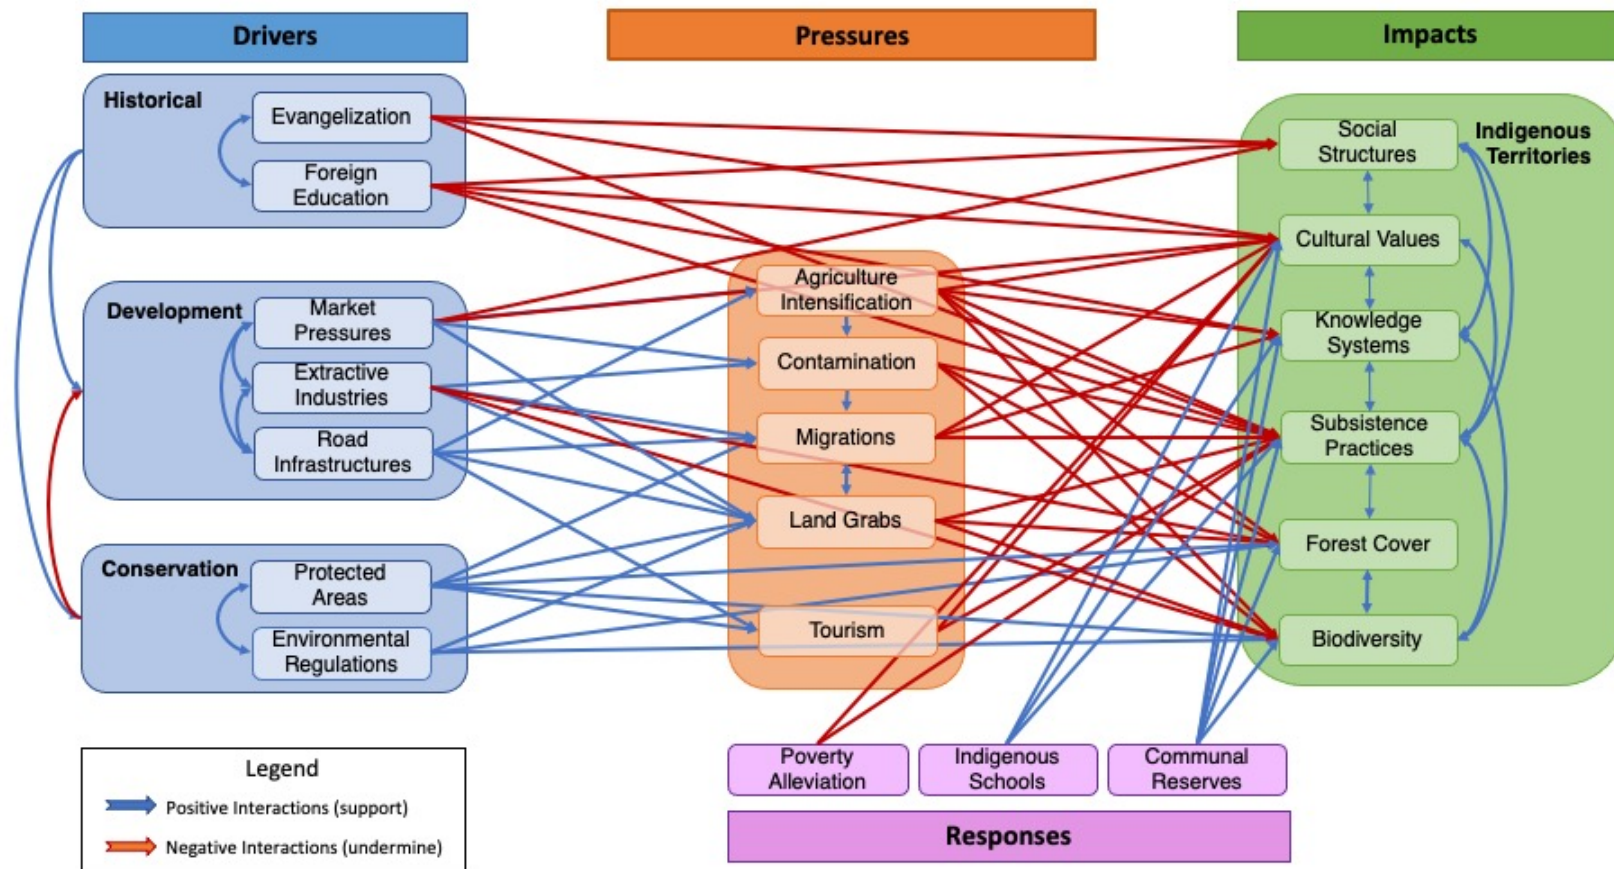 Drivers
Pressures
Impacts
Historical
Evangelization
Foreign
Education
Development
Market
Pressures
Extractive
Industries
Road
Infrastructures
Conservation
Protected
Areas
Environmental
Regulations
Agriculture
Intensification
Contamination
Migrations
Land Grabs
Tourism
Indigenous
Territories
Social
Structures
Cultural Values
Knowledge
Systems
Subsistence
Practices
Forest Cover
Biodiversity
Poverty
Alleviation
Indigenous
Schools
Communal
Reserves
Responses
Legend
Positive Interactions (support)
Negative Interactions (undermine)